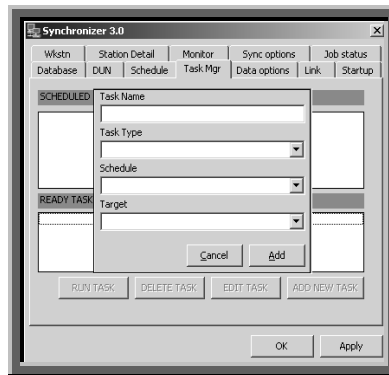 Synchronizer 3.0
Wkstn Station Detail Monitor Sync options Job status
Database DUN Schedule Task Mgr Data options Link Startup
SCHEDULED
Task Name
Task Type
Schedule
READY TASK
Target
Cancel Add
RUN TASK DELETE TASK EDIT TASK ADD NEW TASK
OK Apply